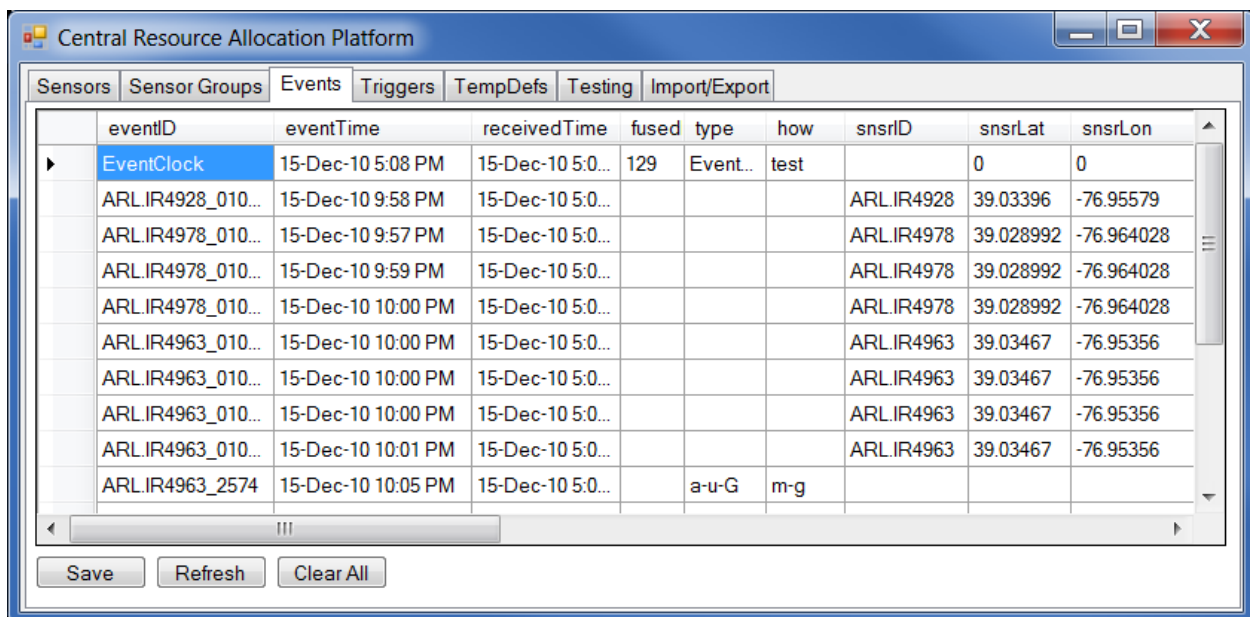 Central Resource Allocation Platform
Sensors Sensor Groups Events Triggers TempDefs Testing Import/Export
eventID eventTime receivedTime fused type how snsrID snsrLat snsrLon
EventClock 15-Dec-10 5:08 PM 15-Dec-10 5:0... 129 Event... test 0 0
ARL.IR4928_010... 15-Dec-10 9:58 PM 15-Dec-10 5:0... ARL.IR4928 39.03396 -76.95579
ARL.IR4978_010... 15-Dec-10 9:57 PM 15-Dec-10 5:0... ARL.IR4978 39.028992 -76.964028
ARL.IR4978_010... 15-Dec-10 9:59 PM 15-Dec-10 5:0... ARL.IR4978 39.028992 -76.964028
ARL.IR4978_010... 15-Dec-10 10:00 PM 15-Dec-10 5:0... ARL.IR4978 39.028992 -76.964028
ARL.IR4963_010... 15-Dec-10 10:00 PM 15-Dec-10 5:0... ARL.IR4963 39.03467 -76.95356
ARL.IR4963_010... 15-Dec-10 10:00 PM 15-Dec-10 5:0... ARL.IR4963 39.03467 -76.95356
ARL.IR4963_010... 15-Dec-10 10:00 PM 15-Dec-10 5:0... ARL.IR4963 39.03467 -76.95356
ARL.IR4963_010... 15-Dec-10 10:01 PM 15-Dec-10 5:0... ARL.IR4963 39.03467 -76.95356
ARL.IR4963_2574 15-Dec-10 10:05 PM 15-Dec-10 5:0... a-u-G m-g
Save Refresh Clear All